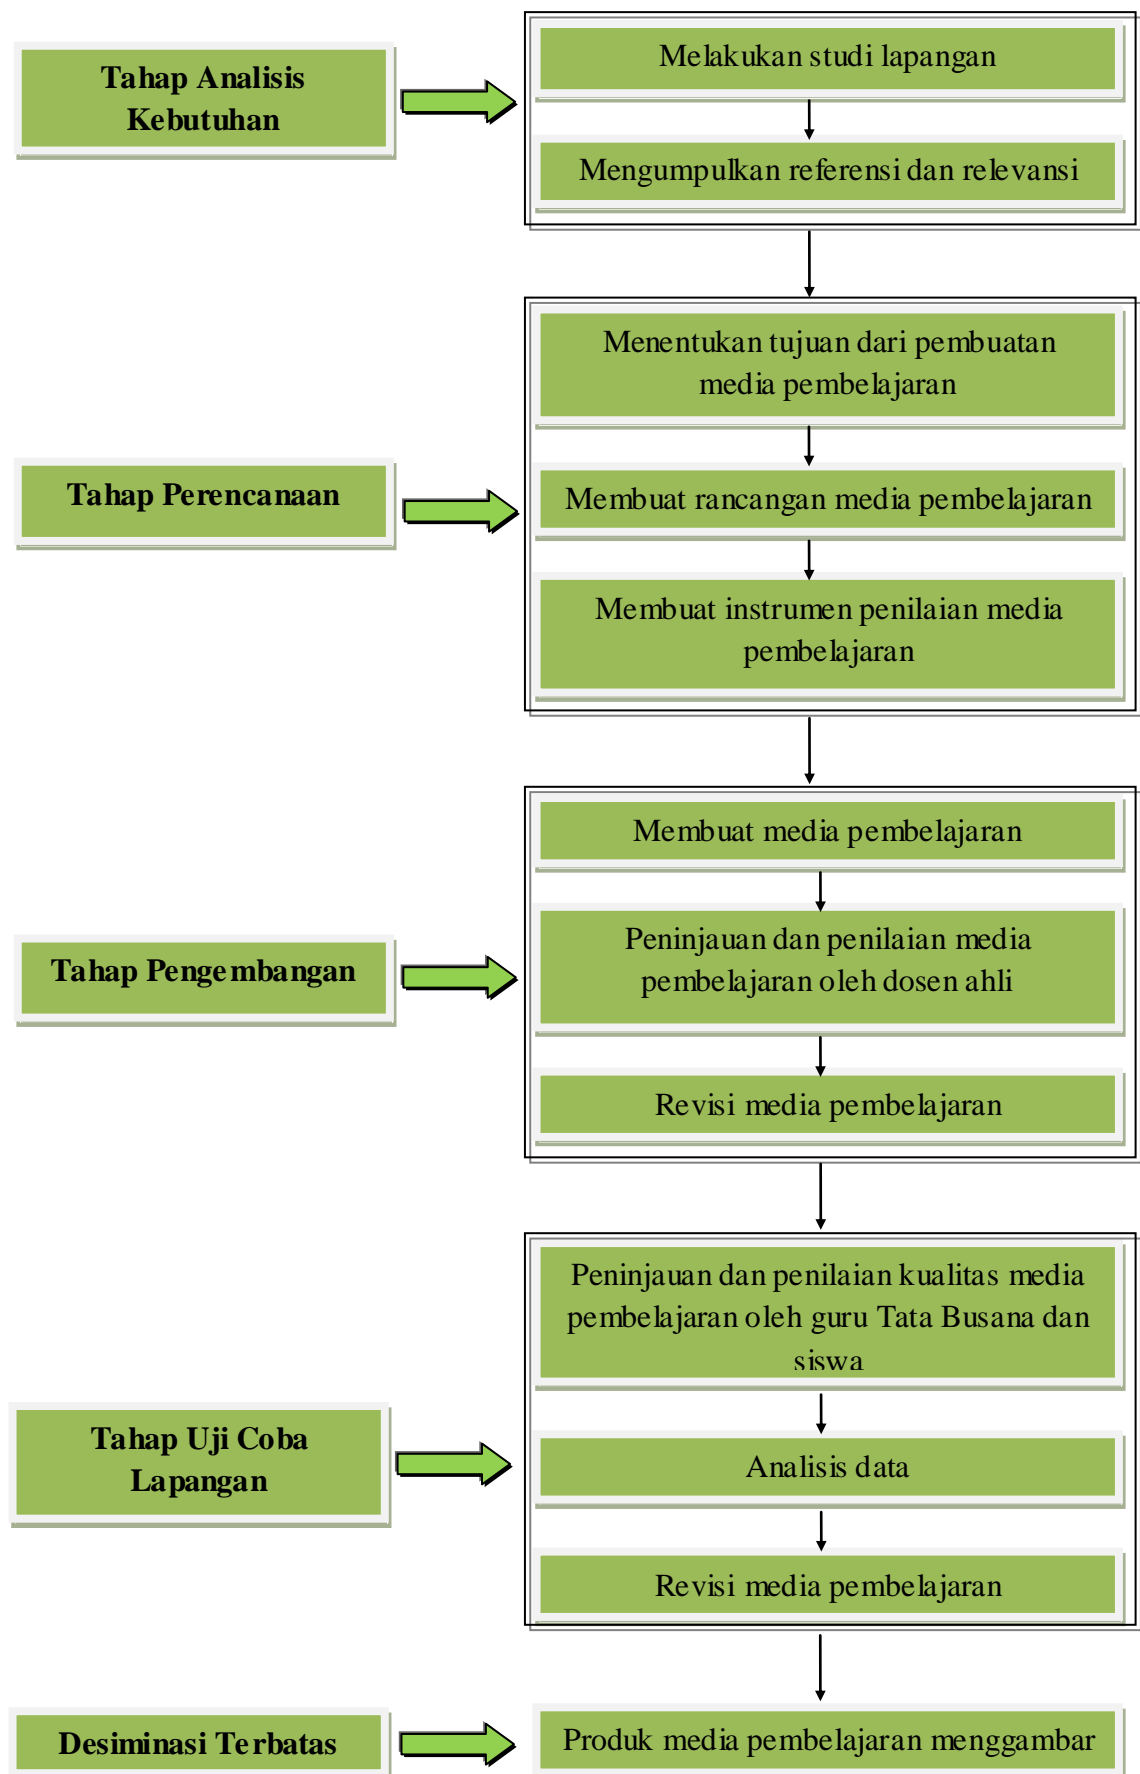 Tahap Analisis
Kebutuhan
Melakukan studi lapangan
Mengumpulkan referensi dan relevansi
Tahap Perencanaan
Menentukan tujuan dari pembuatan
media pembelajaran
Membuat rancangan media pembelajaran
Membuat instrumen penilaian media
pembelajaran
Tahap Pengembangan
Membuat media pembelajaran
Peninjauan dan penilaian media
pembelajaran oleh dosen ahli
Revisi media pembelajaran
Tahap Uji Coba
Lapangan
Peninjauan dan penilaian kualitas media
pembelajaran oleh guru Tata Busana dan
siswa
Analisis data
Revisi media pembelajaran
Desiminasi Terbatas
Produk media pembelajaran menggambar